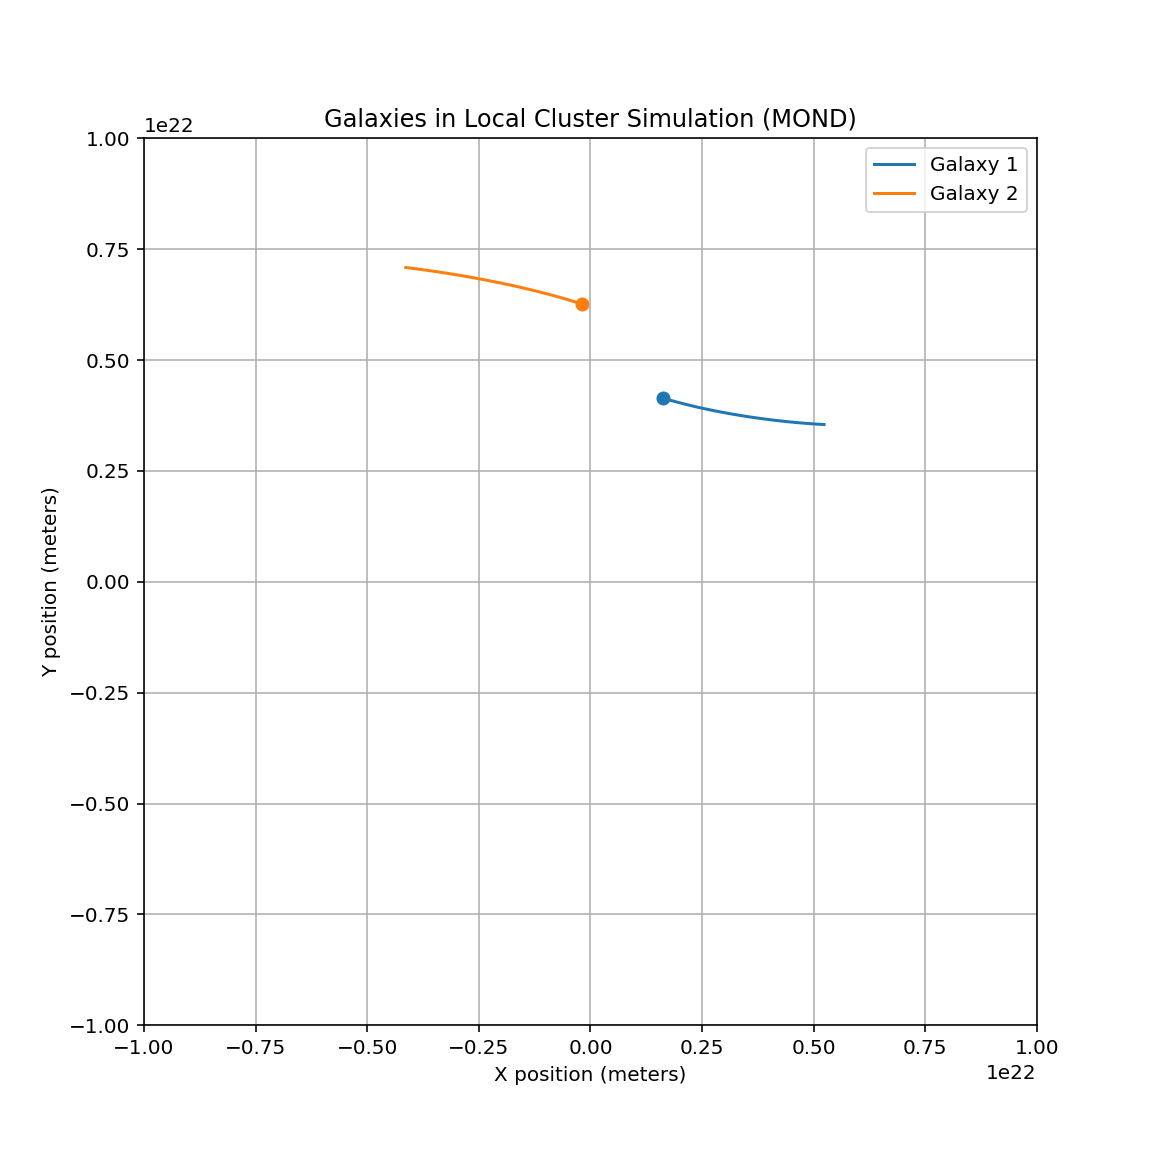 Galaxies in Local Cluster Simulation (MOND)
1e22
Galaxy 1
Galaxy 2
1.00
0.75
0.50
0.25
0.00
−0.25
−0.50
−0.75
−1.00
Y position (meters)
−1.00 −0.75 −0.50 −0.25 0.00 0.25 0.50 0.75 1.00
X position (meters)
1e22